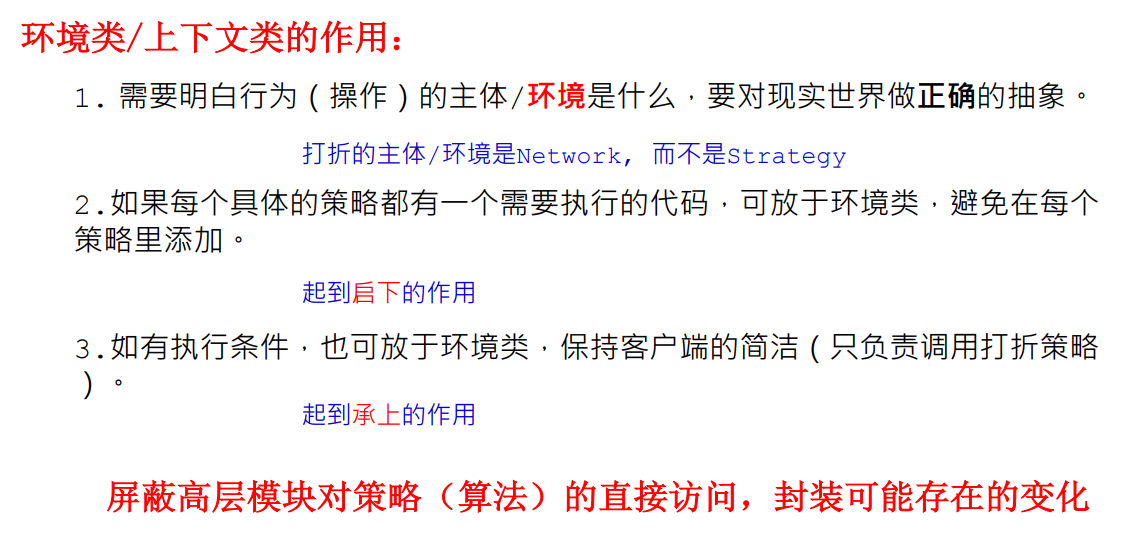 环境类/上下文类的作用：
1. 需要明白行为（操作）的主体/环境是什么，要对现实世界做正确的抽象。
打折的主体/环境是Network, 而不是Strategy
2.如果每个具体的策略都有一个需要执行的代码，可放于环境类，避免在每个
策略里添加。
起到启下的作用
3.如有执行条件，也可放于环境类，保持客户端的简洁（只负责调用打折策略
）。
起到承上的作用
屏蔽高层模块对策略（算法）的直接访问，封装可能存在的变化